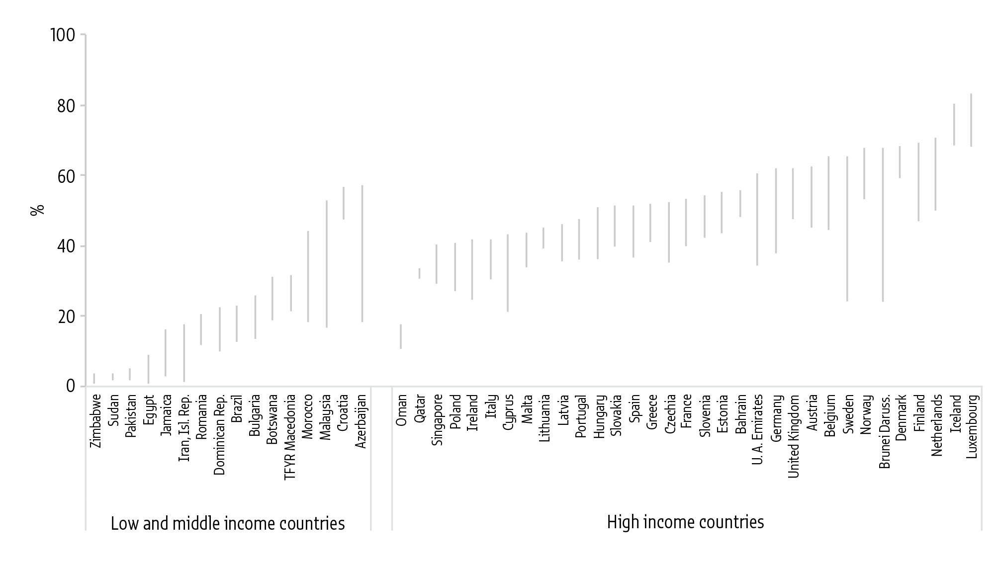 100
80
60
40
20
0
%
Zimbabwe
Sudan
Pakistan
Egypt
Jamaica
Iran, Isl. Rep.
Romania
Dominican Rep.
Brazil
Bulgaria
Botswana
TFYR Macedonia
Morocco
Malaysia
Croatia
Azerbaijan
Oman
Qatar
Singapore
Poland
Ireland
Italy
Cyprus
Malta
Lithuania
Latvia
Portugal
Hungary
Slovakia
Spain
Greece
Czechia
France
Slovenia
Estonia
Bahrain
U. A. Emirates
Germany
United Kingdom
Austria
Belgium
Sweden
Norway
Brunei Daruss.
Denmark
Finland
Netherlands
Iceland
Luxembourg
Low and middle income countries
High income countries